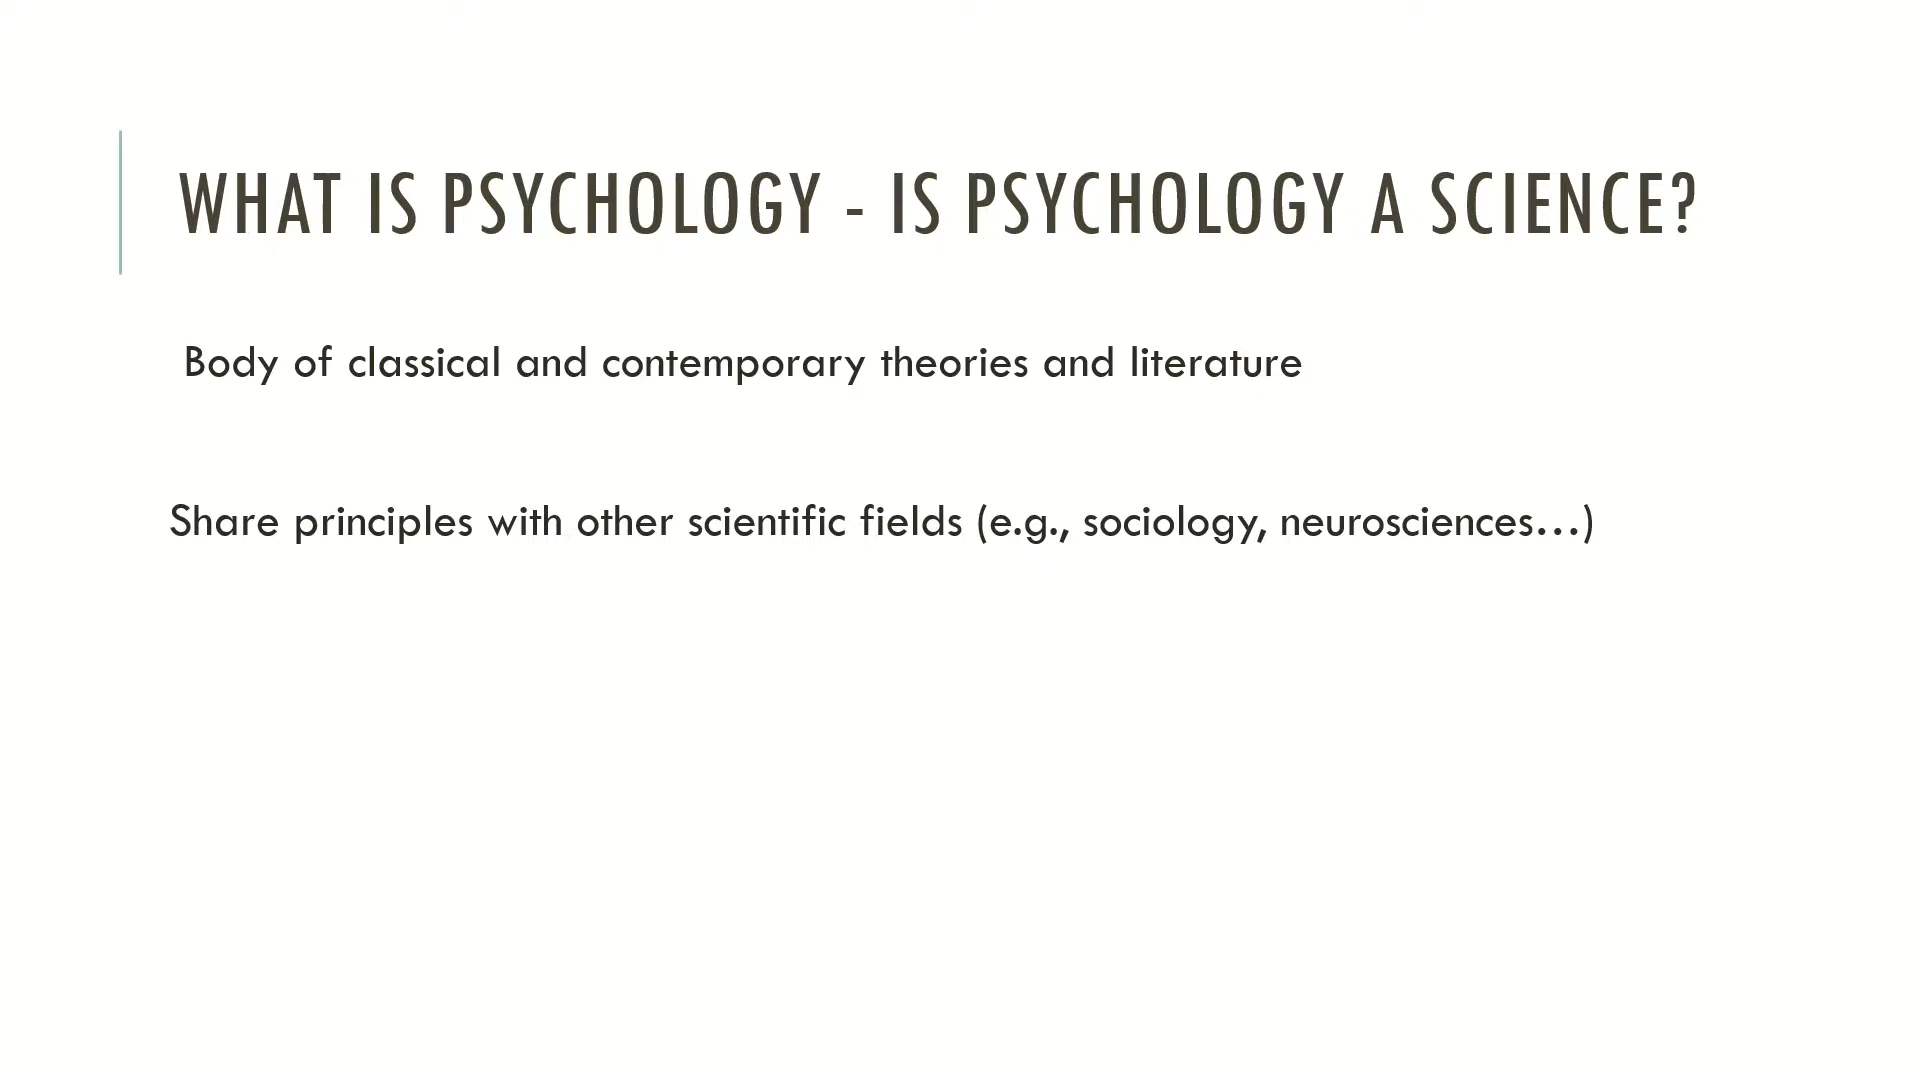 WHAT IS PSYCHOLOGY - IS PSYCHOLOGY A SCIENCE?
Body of classical and contemporary theories and literature
Share principles with other scientific fields (e.g., sociology, neurosciences…)